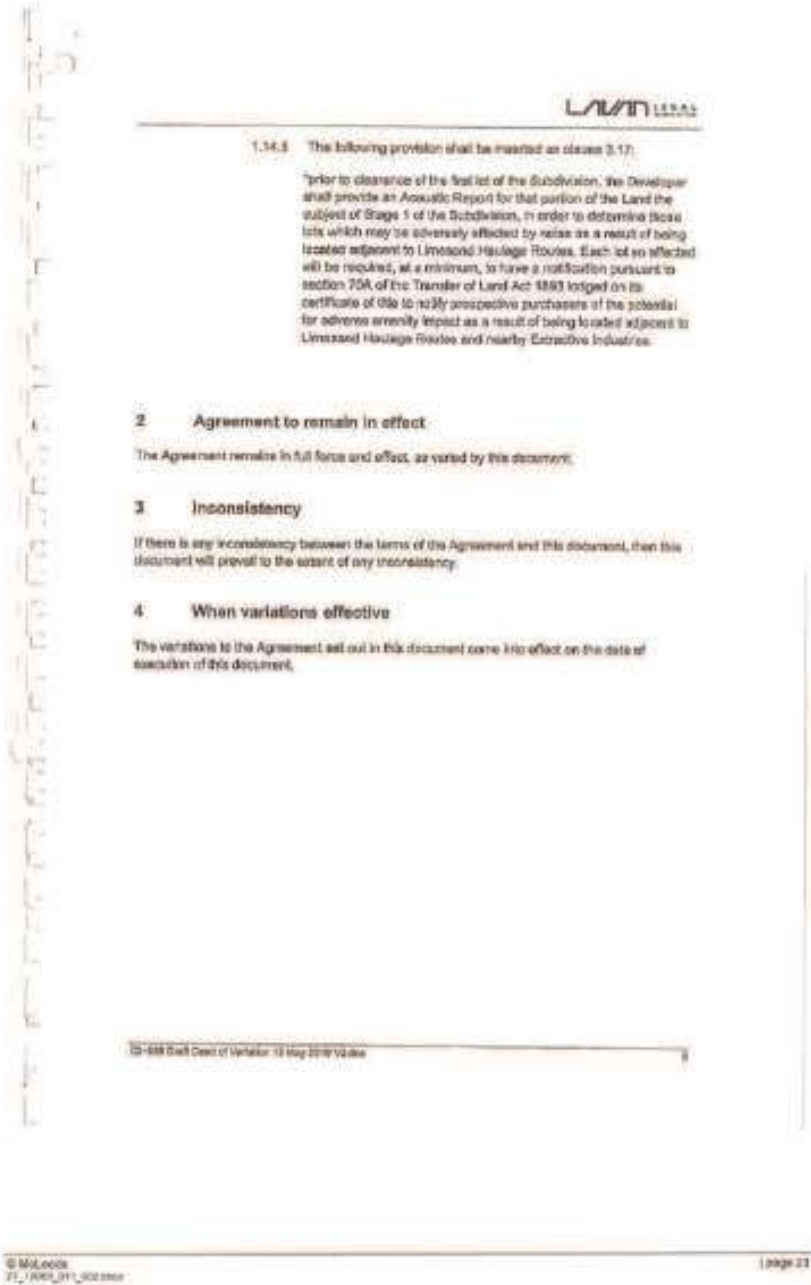 LAVAN LEGAL
1.14.5 The following provision shall be inserted as clause 3.17:
"prior to clearance of the first lot of the Subdivision, the Developer
shall provide an Acoustic Report for that portion of the Land the
subject of Stage 1 of the Subdivision, in order to determine those
lots which may be adversely affected by noise as a result of being
located adjacent to Limesand Haulage Routes. Each lot so affected
will be required, at a minimum, to have a notification pursuant to
section 70A of the Transfer of Land Act 1893 lodged on its
certificate of title to notify prospective purchasers of the potential
for adverse amenity impact as a result of being located adjacent to
Limesand Haulage Routes and nearby Extractive Industries.
2 Agreement to remain in effect
The Agreement remains in full force and effect, as varied by this document.
3 Inconsistency
If there is any inconsistency between the terms of the Agreement and this document, then this
document will prevail to the extent of any inconsistency.
4 When variations effective
The variations to the Agreement set out in this document come into effect on the date of
execution of this document.
Draft Deed of Variation May
© McLeods
| page 23